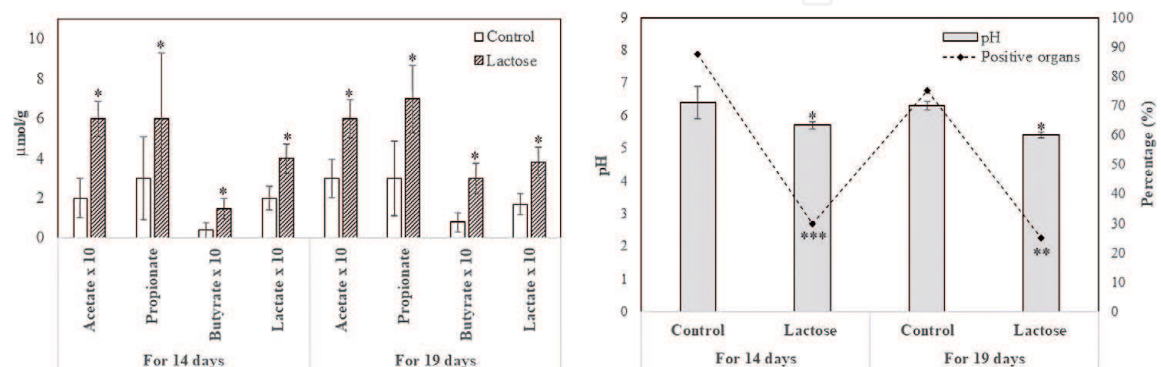 10
8
6
4
2
0
μmol/g
Control
Lactose
*
*
*
*
*
*
*
*
Acetate x 10
Propionate
Butyrate x 10
Lactate x 10
Acetate x 10
Propionate
Butyrate x 10
Lactate x 10
For 14 days
For 19 days
9
8
7
6
5
4
3
2
1
0
pH
pH
Positive organs
*
***
*
**
100
90
80
70
60
50
40
30
20
10
0
Percentage (%)
Control
Lactose
Control
Lactose
For 14 days
For 19 days